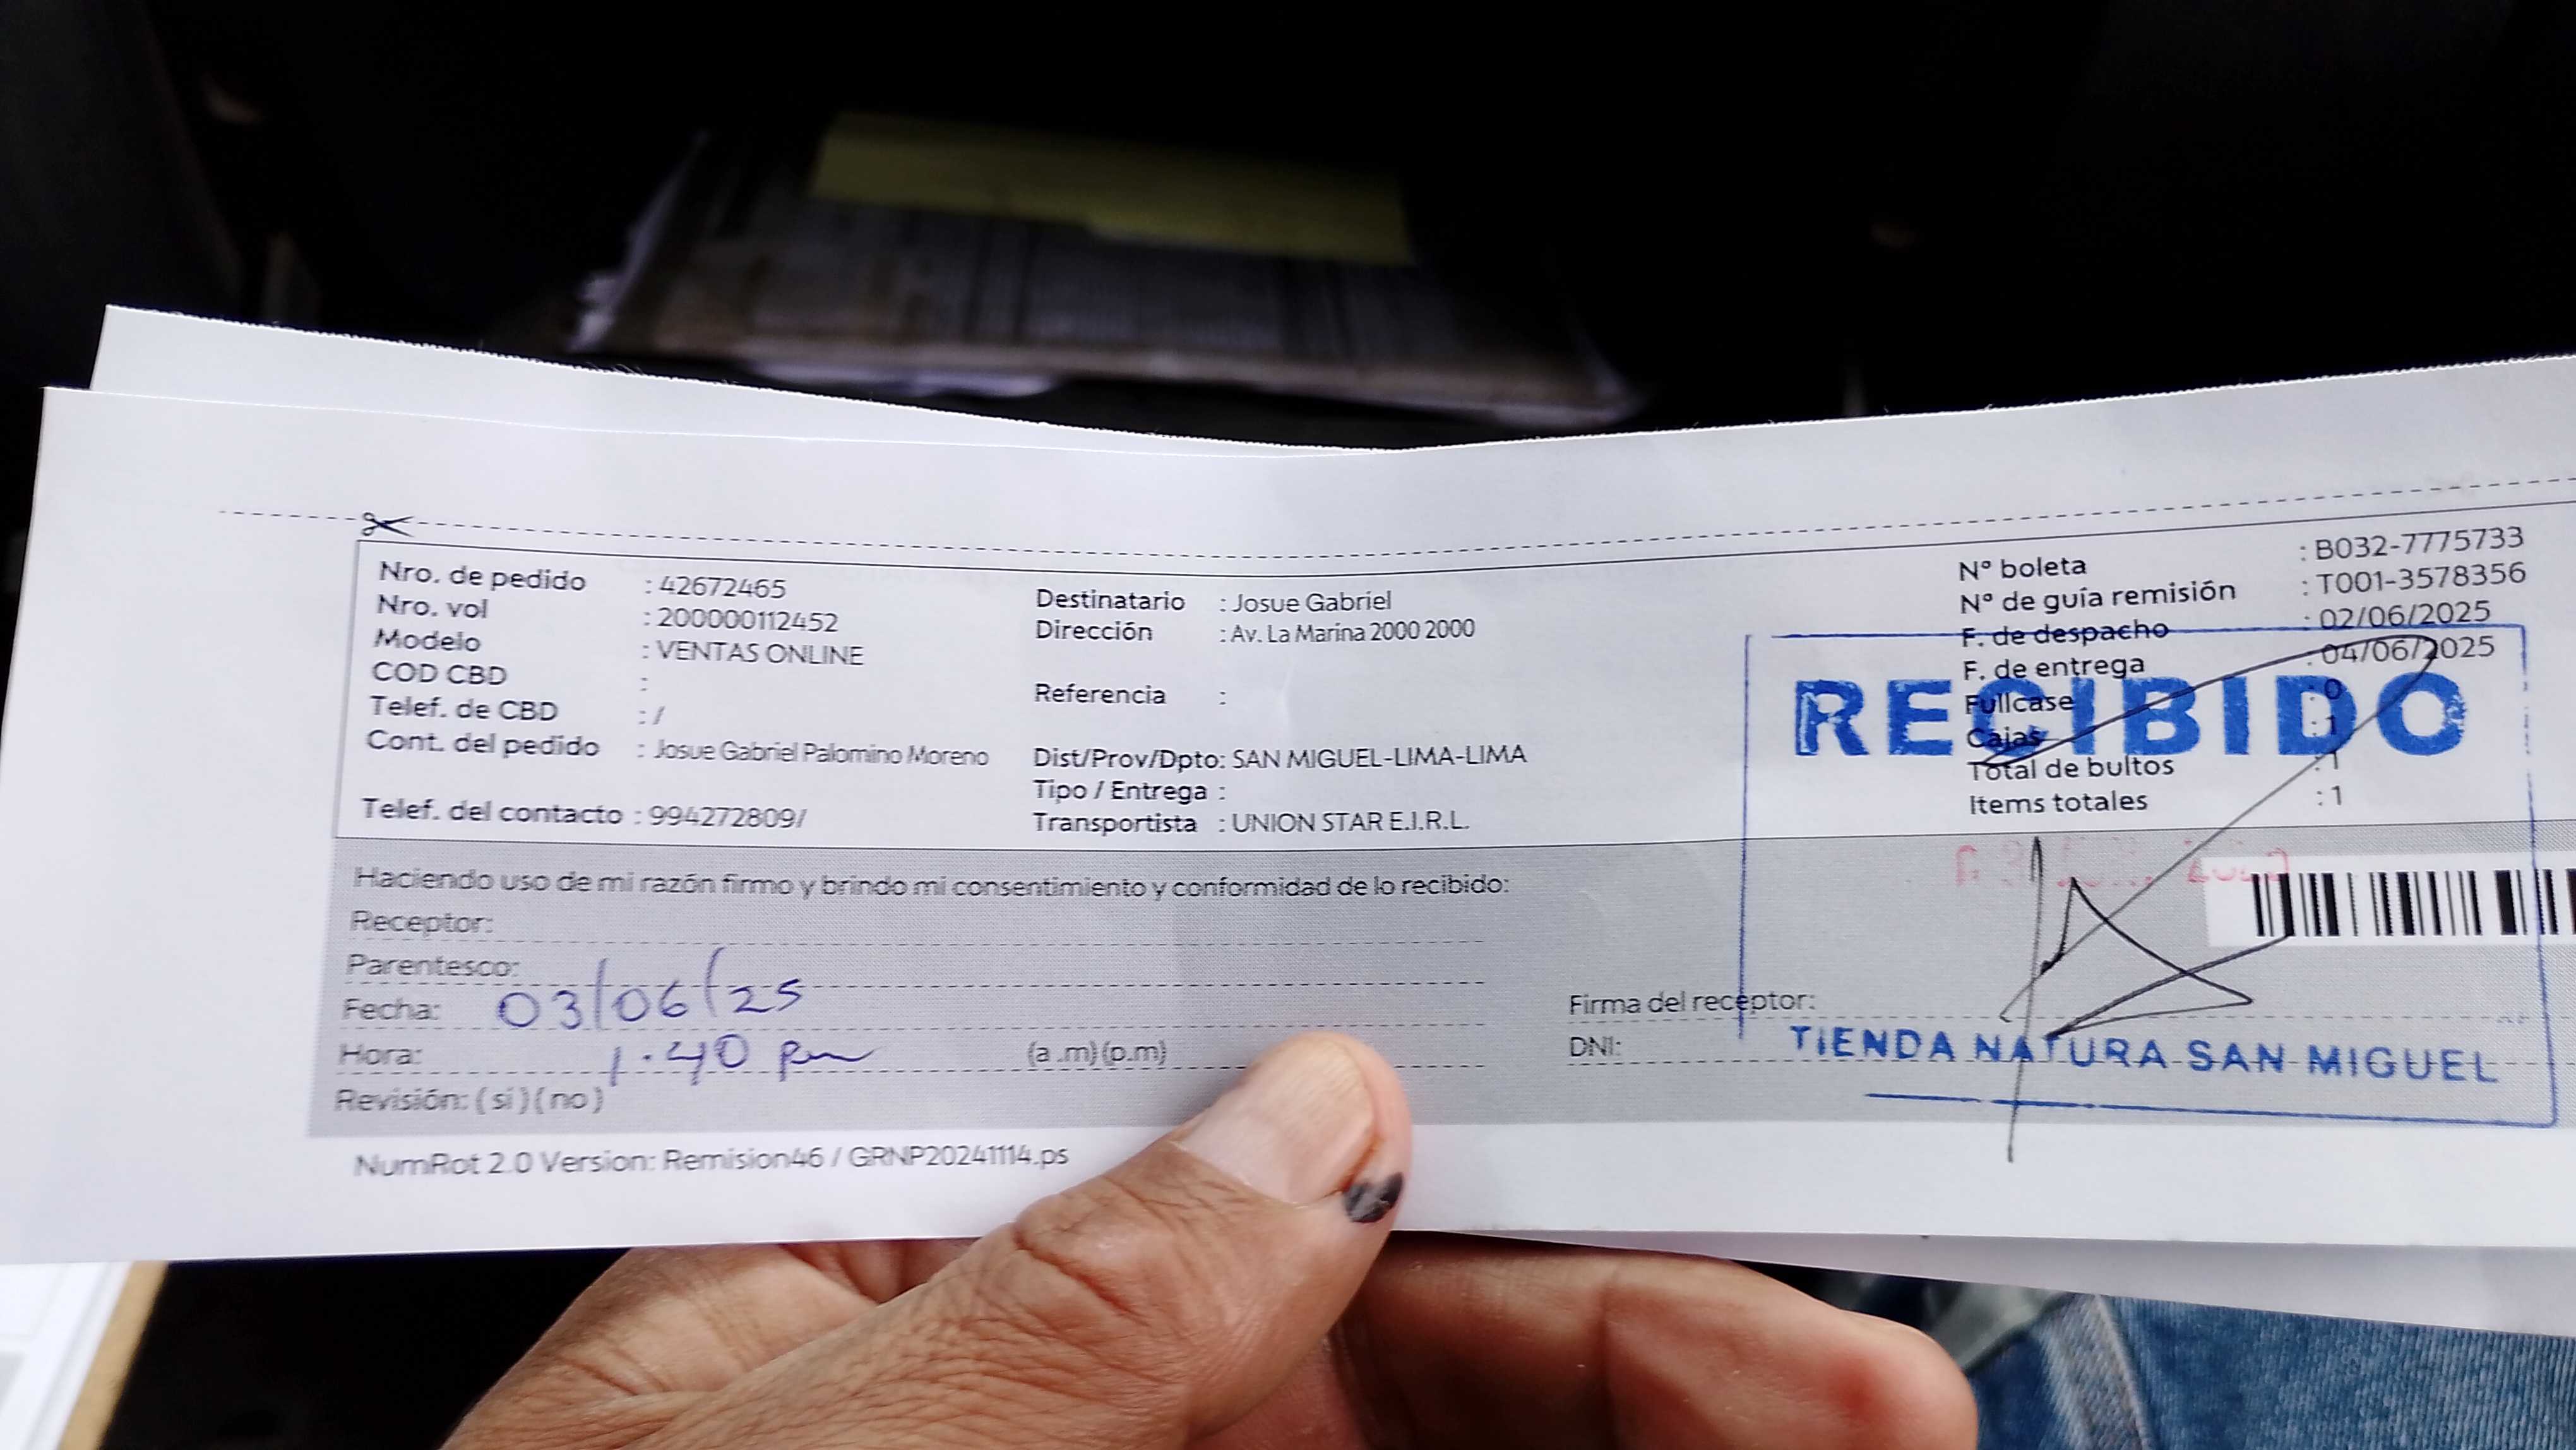 Nro. de pedido : 42672465
Nro. vol : 200000112452
Modelo : VENTAS ONLINE
COD CBD :
Telef. de CBD : /
Cont. del pedido : Josue Gabriel Palomino Moreno
Telef. del contacto : 994272809/
Destinatario : Josue Gabriel
Dirección : Av. La Marina 2000 2000
Referencia :
Dist/Prov/Dpto: SAN MIGUEL-LIMA-LIMA
Tipo / Entrega :
Transportista : UNION STAR E.I.R.L.
N° boleta : B032-7775733
N° de guía remisión : T001-3578356
F. de despacho : 02/06/2025
F. de entrega : 04/06/2025
Fullcase : 0
Cajas : 1
Total de bultos : 1
Items totales : 1
RECIBIDO
Haciendo uso de mi razón firmo y brindo mi consentimiento y conformidad de lo recibido:
Receptor:
Parentesco:
Fecha: 03/06/25
Hora: 1.40 pm (a .m)(p.m)
Revisión: (si)(no)
Firma del receptor:
DNI:
TIENDA NATURA SAN MIGUEL
NumRot 2.0 Version: Remision46 / GRNP20241114.ps